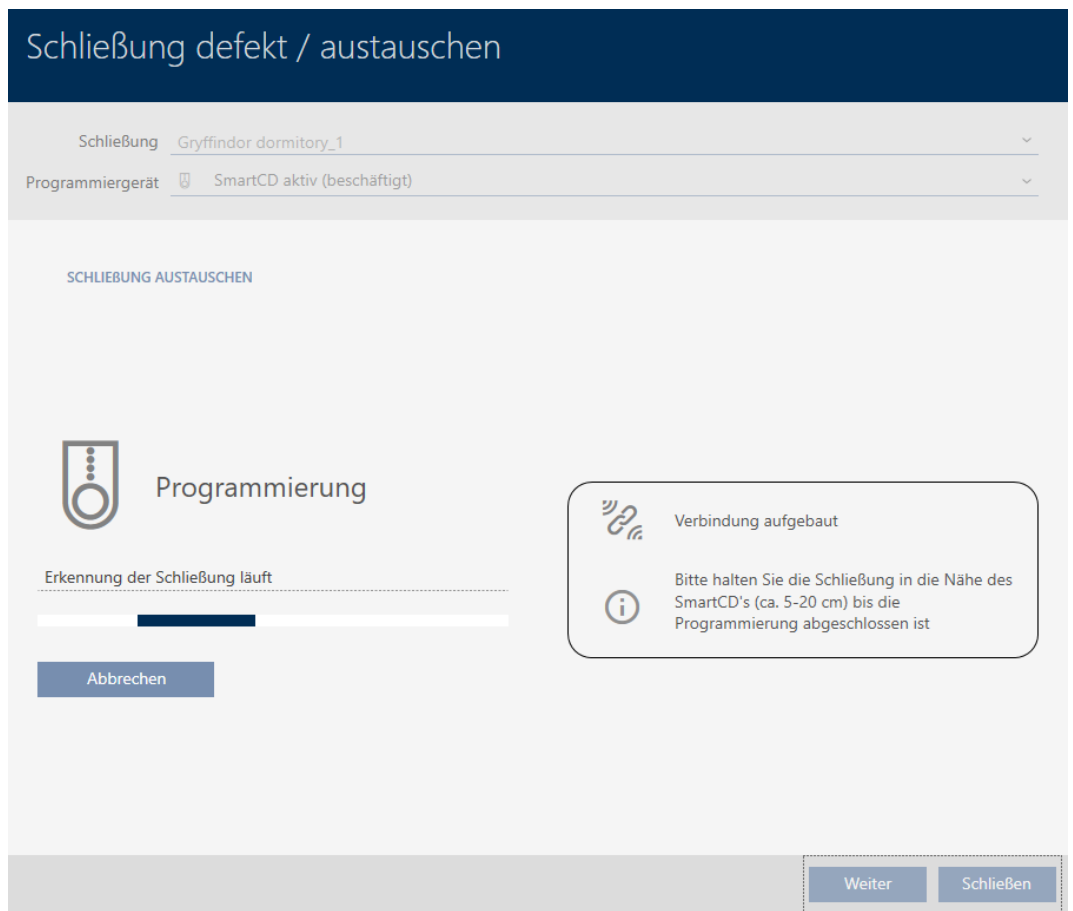 Schließung defekt / austauschen
Schließung Gryffindor dormitory_1
Programmiergerät SmartCD aktiv (beschäftigt)
SCHLIEßUNG AUSTAUSCHEN
Programmierung
Erkennung der Schließung läuft
Abbrechen
Verbindung aufgebaut
Bitte halten Sie die Schließung in die Nähe des
SmartCD's (ca. 5-20 cm) bis die
Programmierung abgeschlossen ist
Weiter Schließen